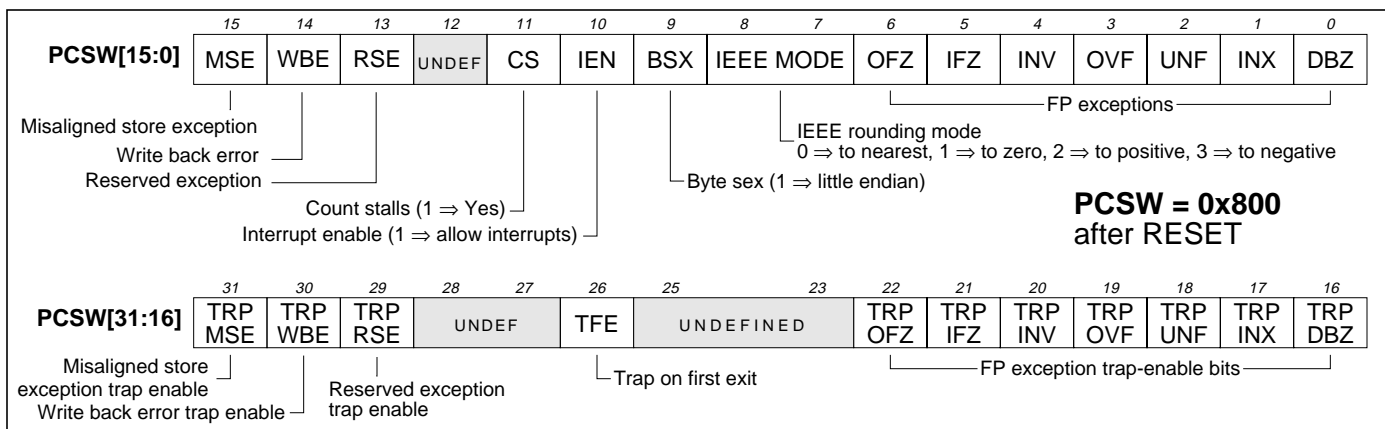 15 14 13 12 11 10 9 8 7 6 5 4 3 2 1 0
PCSW[15:0] MSE WBE RSE UNDEF CS IEN BSX IEEE MODE OFZ IFZ INV OVF UNF INX DBZ
FP exceptions
Misaligned store exception
IEEE rounding mode
Write back error
0 ⇒ to nearest, 1 ⇒ to zero, 2 ⇒ to positive, 3 ⇒ to negative
Reserved exception
Byte sex (1 ⇒ little endian)
Count stalls (1 ⇒ Yes)
PCSW = 0x800
Interrupt enable (1 ⇒ allow interrupts)
after RESET
31 30 29 28 27 26 25 23 22 21 20 19 18 17 16
PCSW[31:16] TRP MSE TRP WBE TRP RSE UNDEF TFE UNDEFINED TRP OFZ TRP IFZ TRP INV TRP OVF TRP UNF TRP INX TRP DBZ
Misaligned store
exception trap enable
Write back error trap enable
Reserved exception
trap enable
Trap on first exit
FP exception trap-enable bits